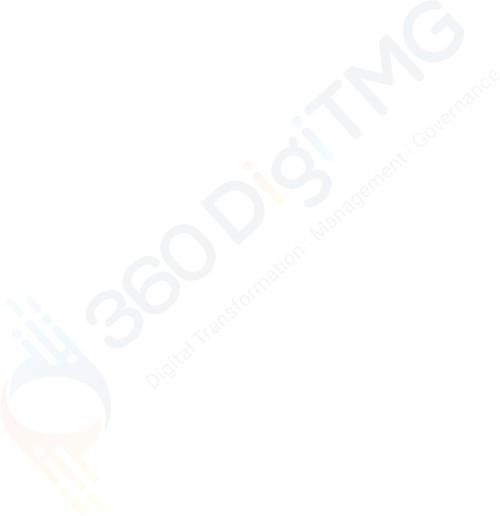 360 DigiTMG
Digital Transformation | Management | Governance